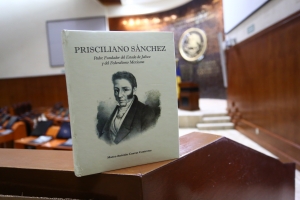 PRISCILIANO SÁNCHEZ
Padre Fundador del Estado de Jalisco
y del Federalismo Mexicano